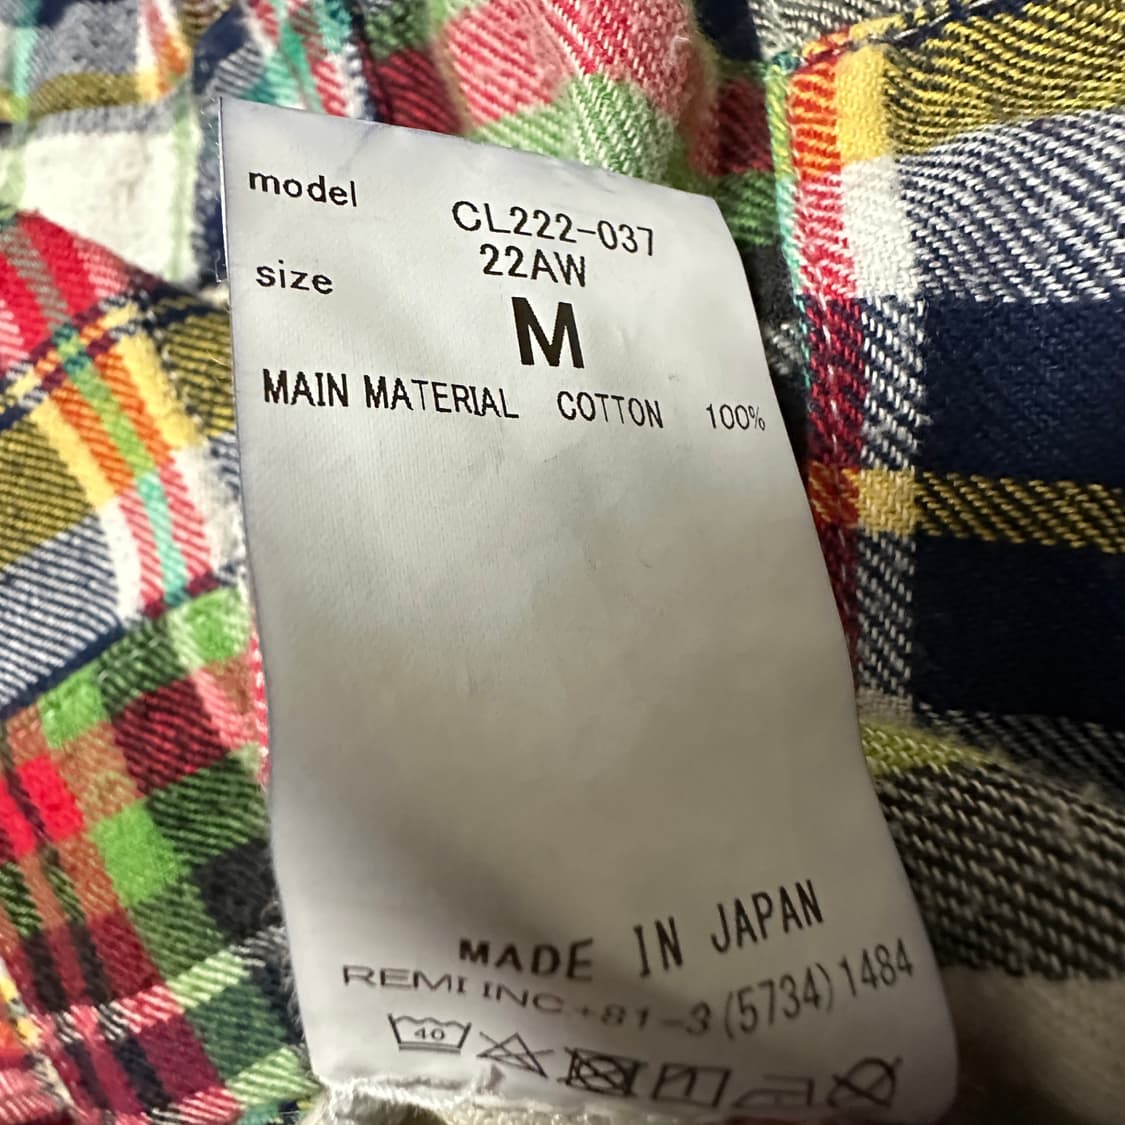 model CL222-037
22AW
size M
MAIN MATERIAL COTTON 100%
MADE IN JAPAN
REMI INC.+81-3(5734)1484
40